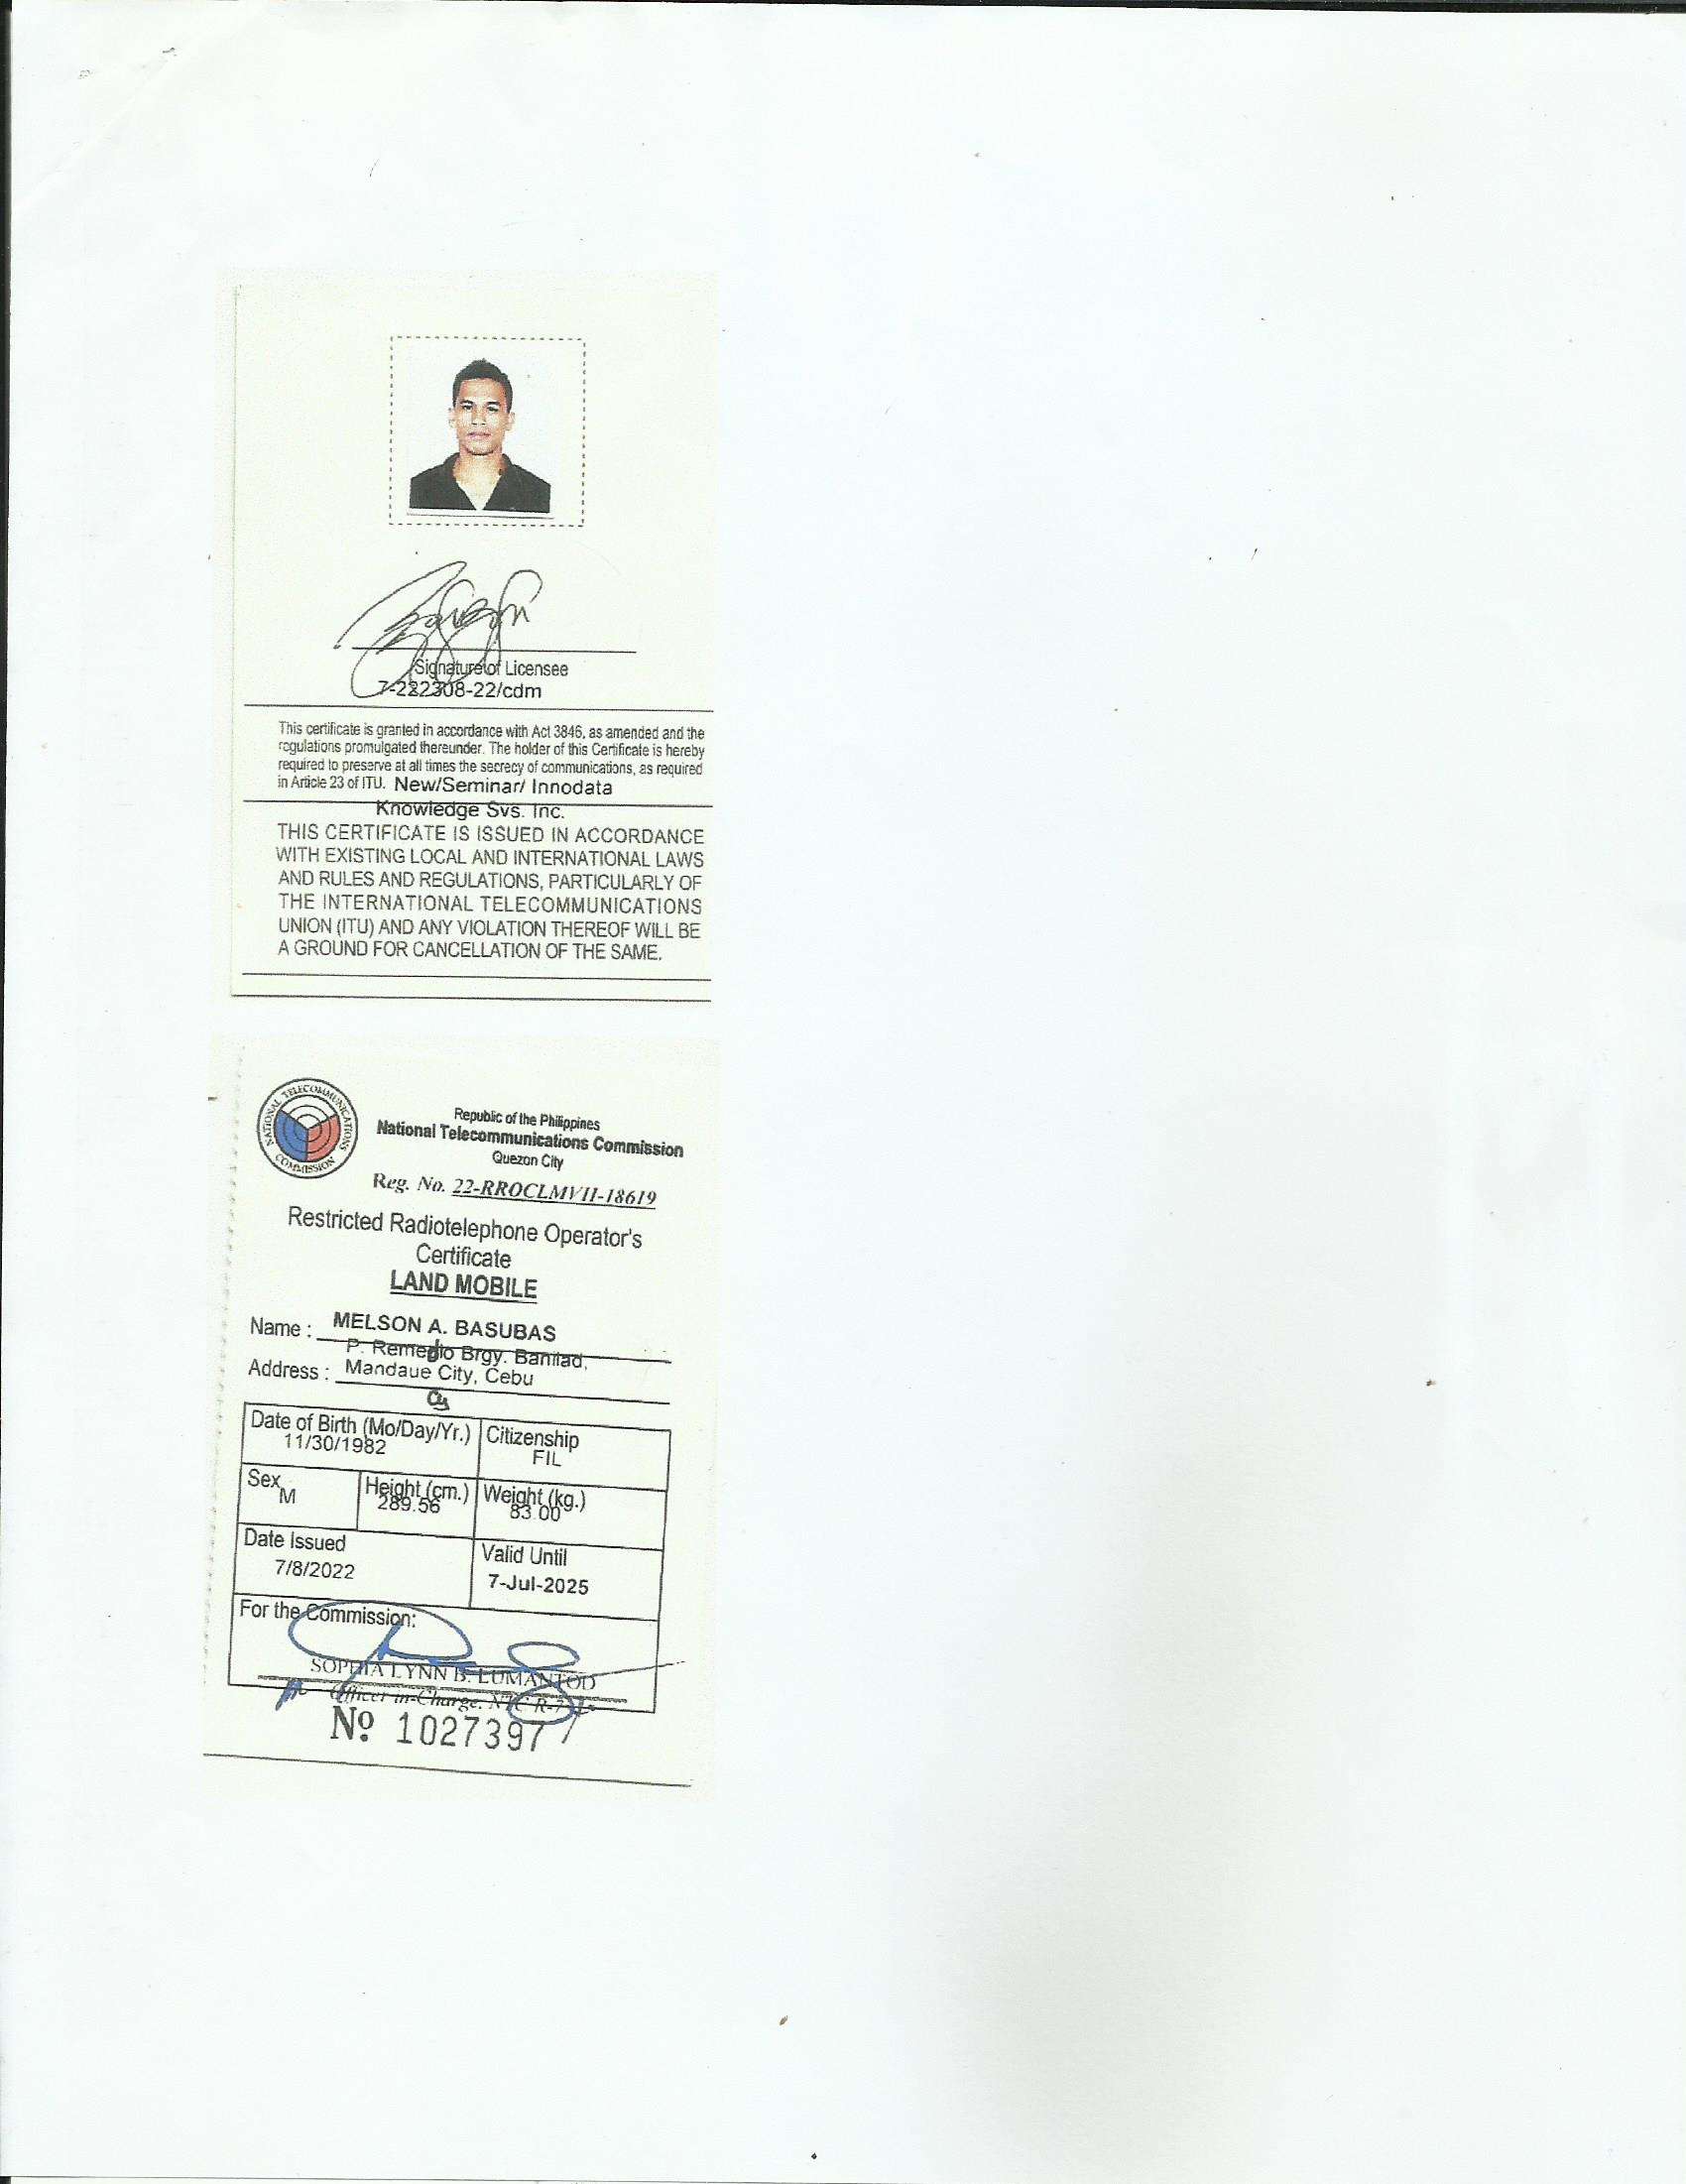 Signature of Licensee
7-222308-22/cdm
This certificate is granted in accordance with Act 3846, as amended and the
regulations promulgated thereunder. The holder of this Certificate is hereby
required to preserve at all times the secrecy of communications, as required
in Article 23 of ITU. New/Seminar/ Innodata
Knowledge Svs. Inc.
THIS CERTIFICATE IS ISSUED IN ACCORDANCE
WITH EXISTING LOCAL AND INTERNATIONAL LAWS
AND RULES AND REGULATIONS, PARTICULARLY OF
THE INTERNATIONAL TELECOMMUNICATIONS
UNION (ITU) AND ANY VIOLATION THEREOF WILL BE
A GROUND FOR CANCELLATION OF THE SAME.
NATIONAL TELECOMMUNICATIONS COMMISSION
Republic of the Philippines
National Telecommunications Commission
Quezon City
Reg. No. 22-RROCLMVII-18619
Restricted Radiotelephone Operator's
Certificate
LAND MOBILE
Name : MELSON A. BASUBAS
P. Remedio Brgy. Banilad,
Address : Mandaue City, Cebu
Date of Birth (Mo/Day/Yr.) Citizenship
11/30/1982 FIL
Sex Height (cm.) Weight (kg.)
M 289.56 83.00
Date Issued Valid Until
7/8/2022 7-Jul-2025
For the Commission:
SOPHIA LYNN B. LUMANTOD
Officer in-Charge, NTC R-7
Nº 1027397